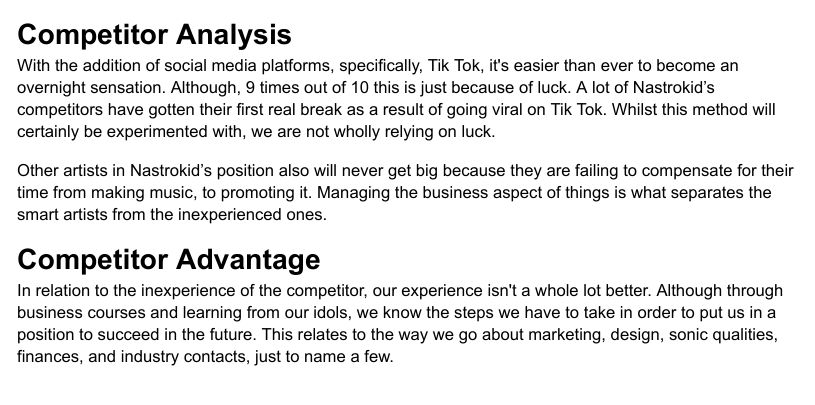 Competitor Analysis
With the addition of social media platforms, specifically, Tik Tok, it's easier than ever to become an
overnight sensation. Although, 9 times out of 10 this is just because of luck. A lot of Nastrokid’s
competitors have gotten their first real break as a result of going viral on Tik Tok. Whilst this method will
certainly be experimented with, we are not wholly relying on luck.
Other artists in Nastrokid’s position also will never get big because they are failing to compensate for their
time from making music, to promoting it. Managing the business aspect of things is what separates the
smart artists from the inexperienced ones.
Competitor Advantage
In relation to the inexperience of the competitor, our experience isn't a whole lot better. Although through
business courses and learning from our idols, we know the steps we have to take in order to put us in a
position to succeed in the future. This relates to the way we go about marketing, design, sonic qualities,
finances, and industry contacts, just to name a few.